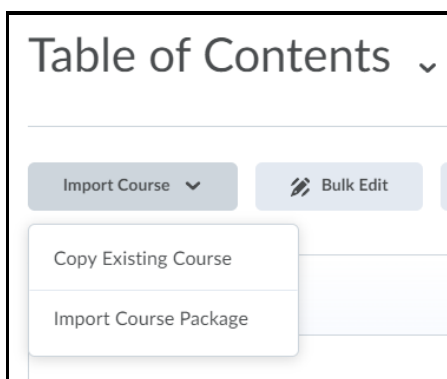 Table of Contents
Import Course
Bulk Edit
Copy Existing Course
Import Course Package